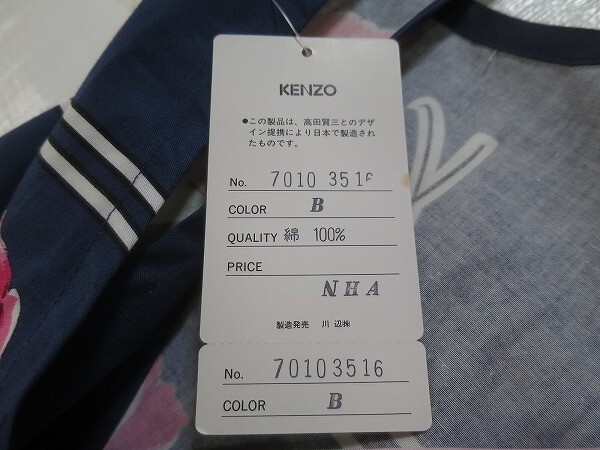 KENZO
●この製品は、高田賢三とのデザ
イン提携により日本で製造され
たものです。
No. 7010 3516
COLOR B
QUALITY 綿 100%
PRICE
NHA
製造発売 川辺㈱
No. 70103516
COLOR B